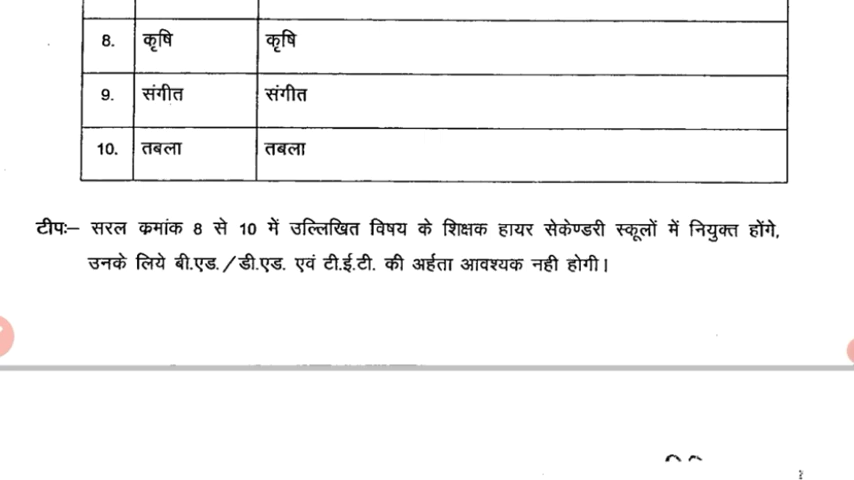 8. कृषि कृषि
9. संगीत संगीत
10. तबला तबला
टीपः– सरल क्रमांक 8 से 10 में उल्लिखित विषय के शिक्षक हायर सेकेण्डरी स्कूलों में नियुक्त होंगे,
उनके लिये बी.एड./डी.एड. एवं टी.ई.टी. की अर्हता आवश्यक नही होगी।